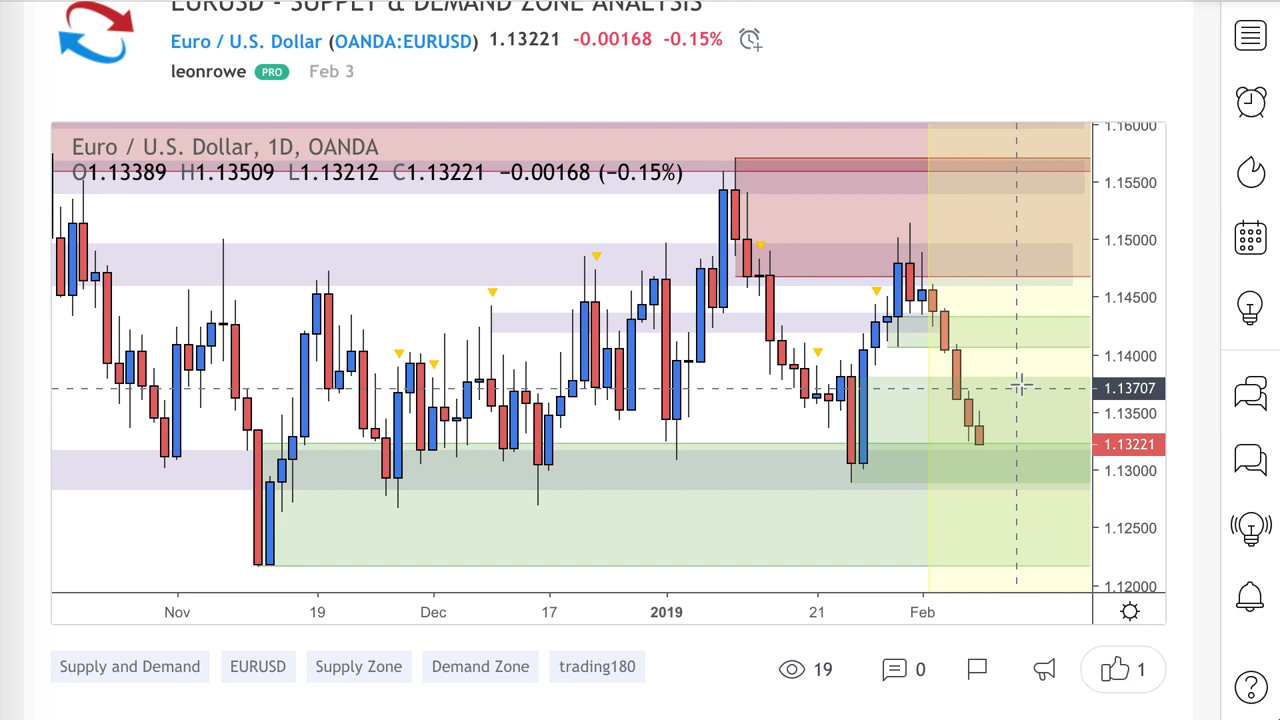 EURUSD - SUPPLY & DEMAND ZONE ANALYSIS
Euro / U.S. Dollar (OANDA:EURUSD) 1.13221 -0.00168 -0.15%
leonrowe PRO Feb 3
1.16000
Euro / U.S. Dollar, 1D, OANDA
O1.13389 H1.13509 L1.13212 C1.13221 −0.00168 (−0.15%)
1.15500
1.15000
1.14500
1.14000
1.13707
1.13500
1.13221
1.13000
1.12500
1.12000
Nov 19 Dec 17 2019 21 Feb
Supply and Demand EURUSD Supply Zone Demand Zone trading180 19 0 1